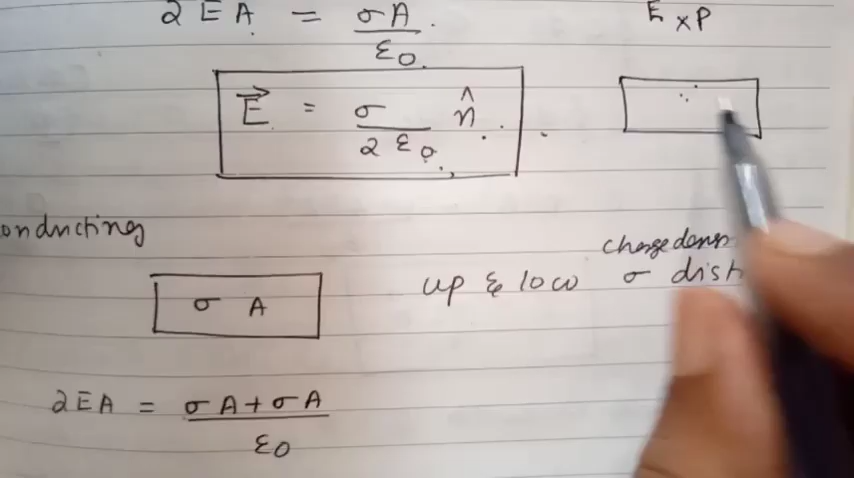 2EA = σA / ε0
ExP
E⃗ = σ / 2ε0 n̂
onducting
charge dens
σ A
up & low σ dist
2EA = σA + σA / ε0